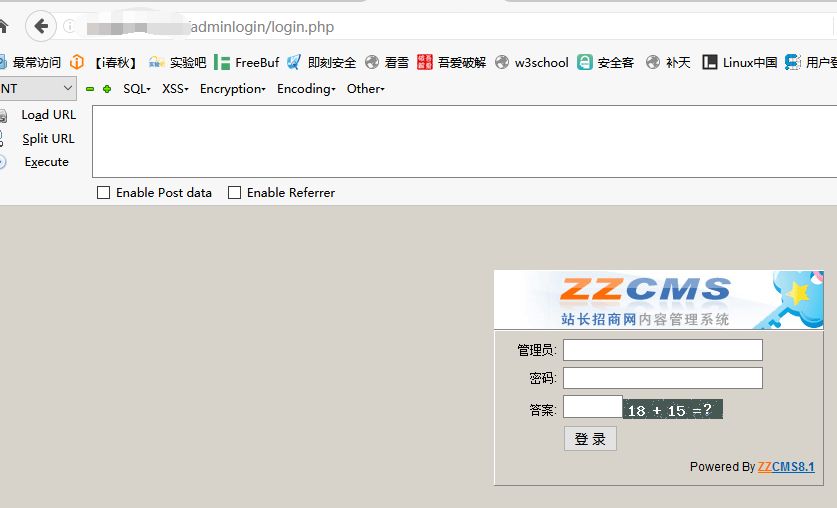 /adminlogin/login.php
最常访问 【i春秋】 实验吧 FreeBuf 即刻安全 看雪 吾爱破解 w3school 安全客 补天 Linux中国 用户登
NT SQL XSS Encryption Encoding Other
Load URL
Split URL
Execute
Enable Post data Enable Referrer
ZZCMS
站长招商网内容管理系统
管理员:
密码:
答案: 18 + 15 =?
登 录
Powered By ZZCMS8.1